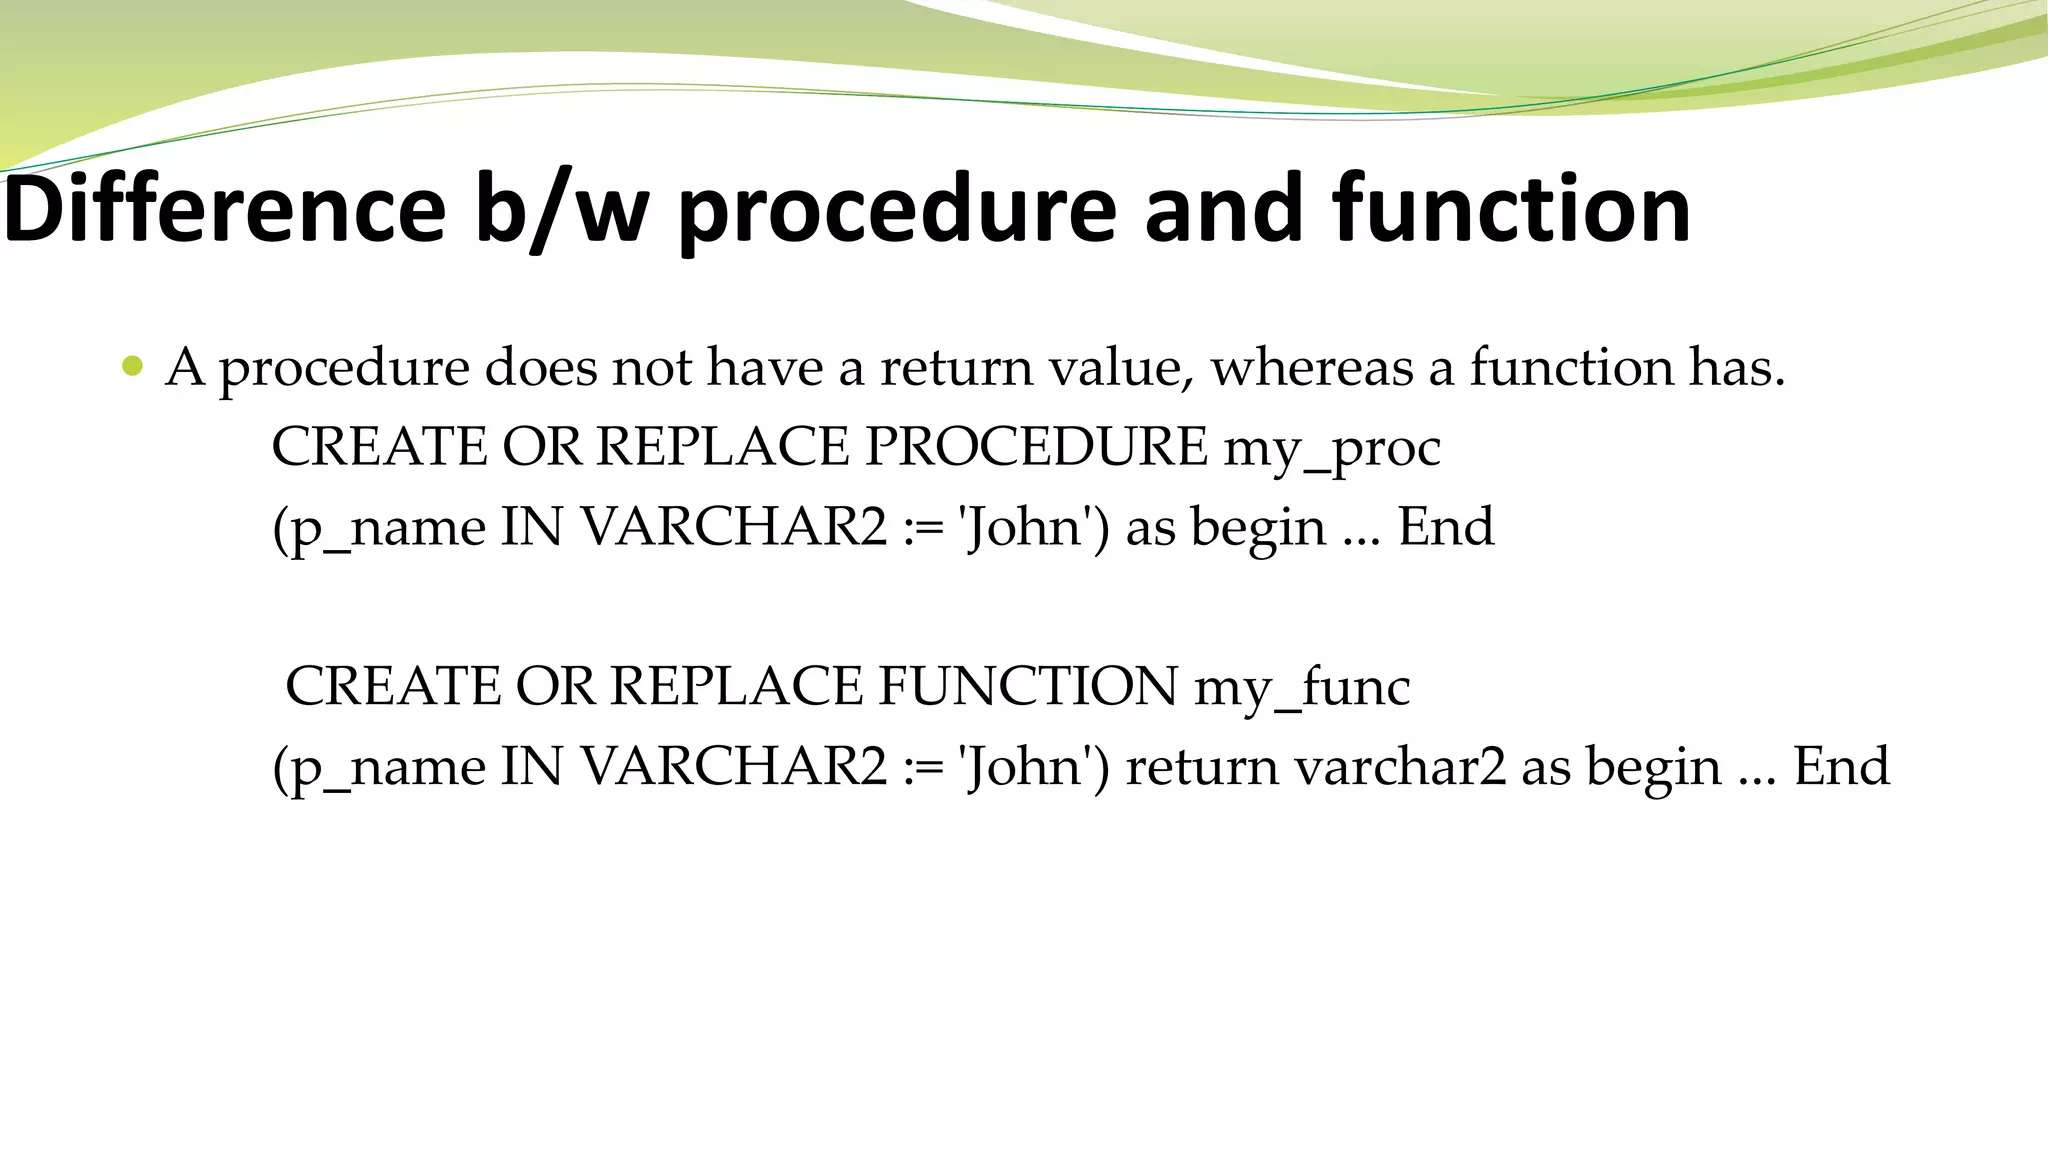 Difference b/w procedure and function
• A procedure does not have a return value, whereas a function has.
CREATE OR REPLACE PROCEDURE my_proc
(p_name IN VARCHAR2 := 'John') as begin ... End
CREATE OR REPLACE FUNCTION my_func
(p_name IN VARCHAR2 := 'John') return varchar2 as begin ... End